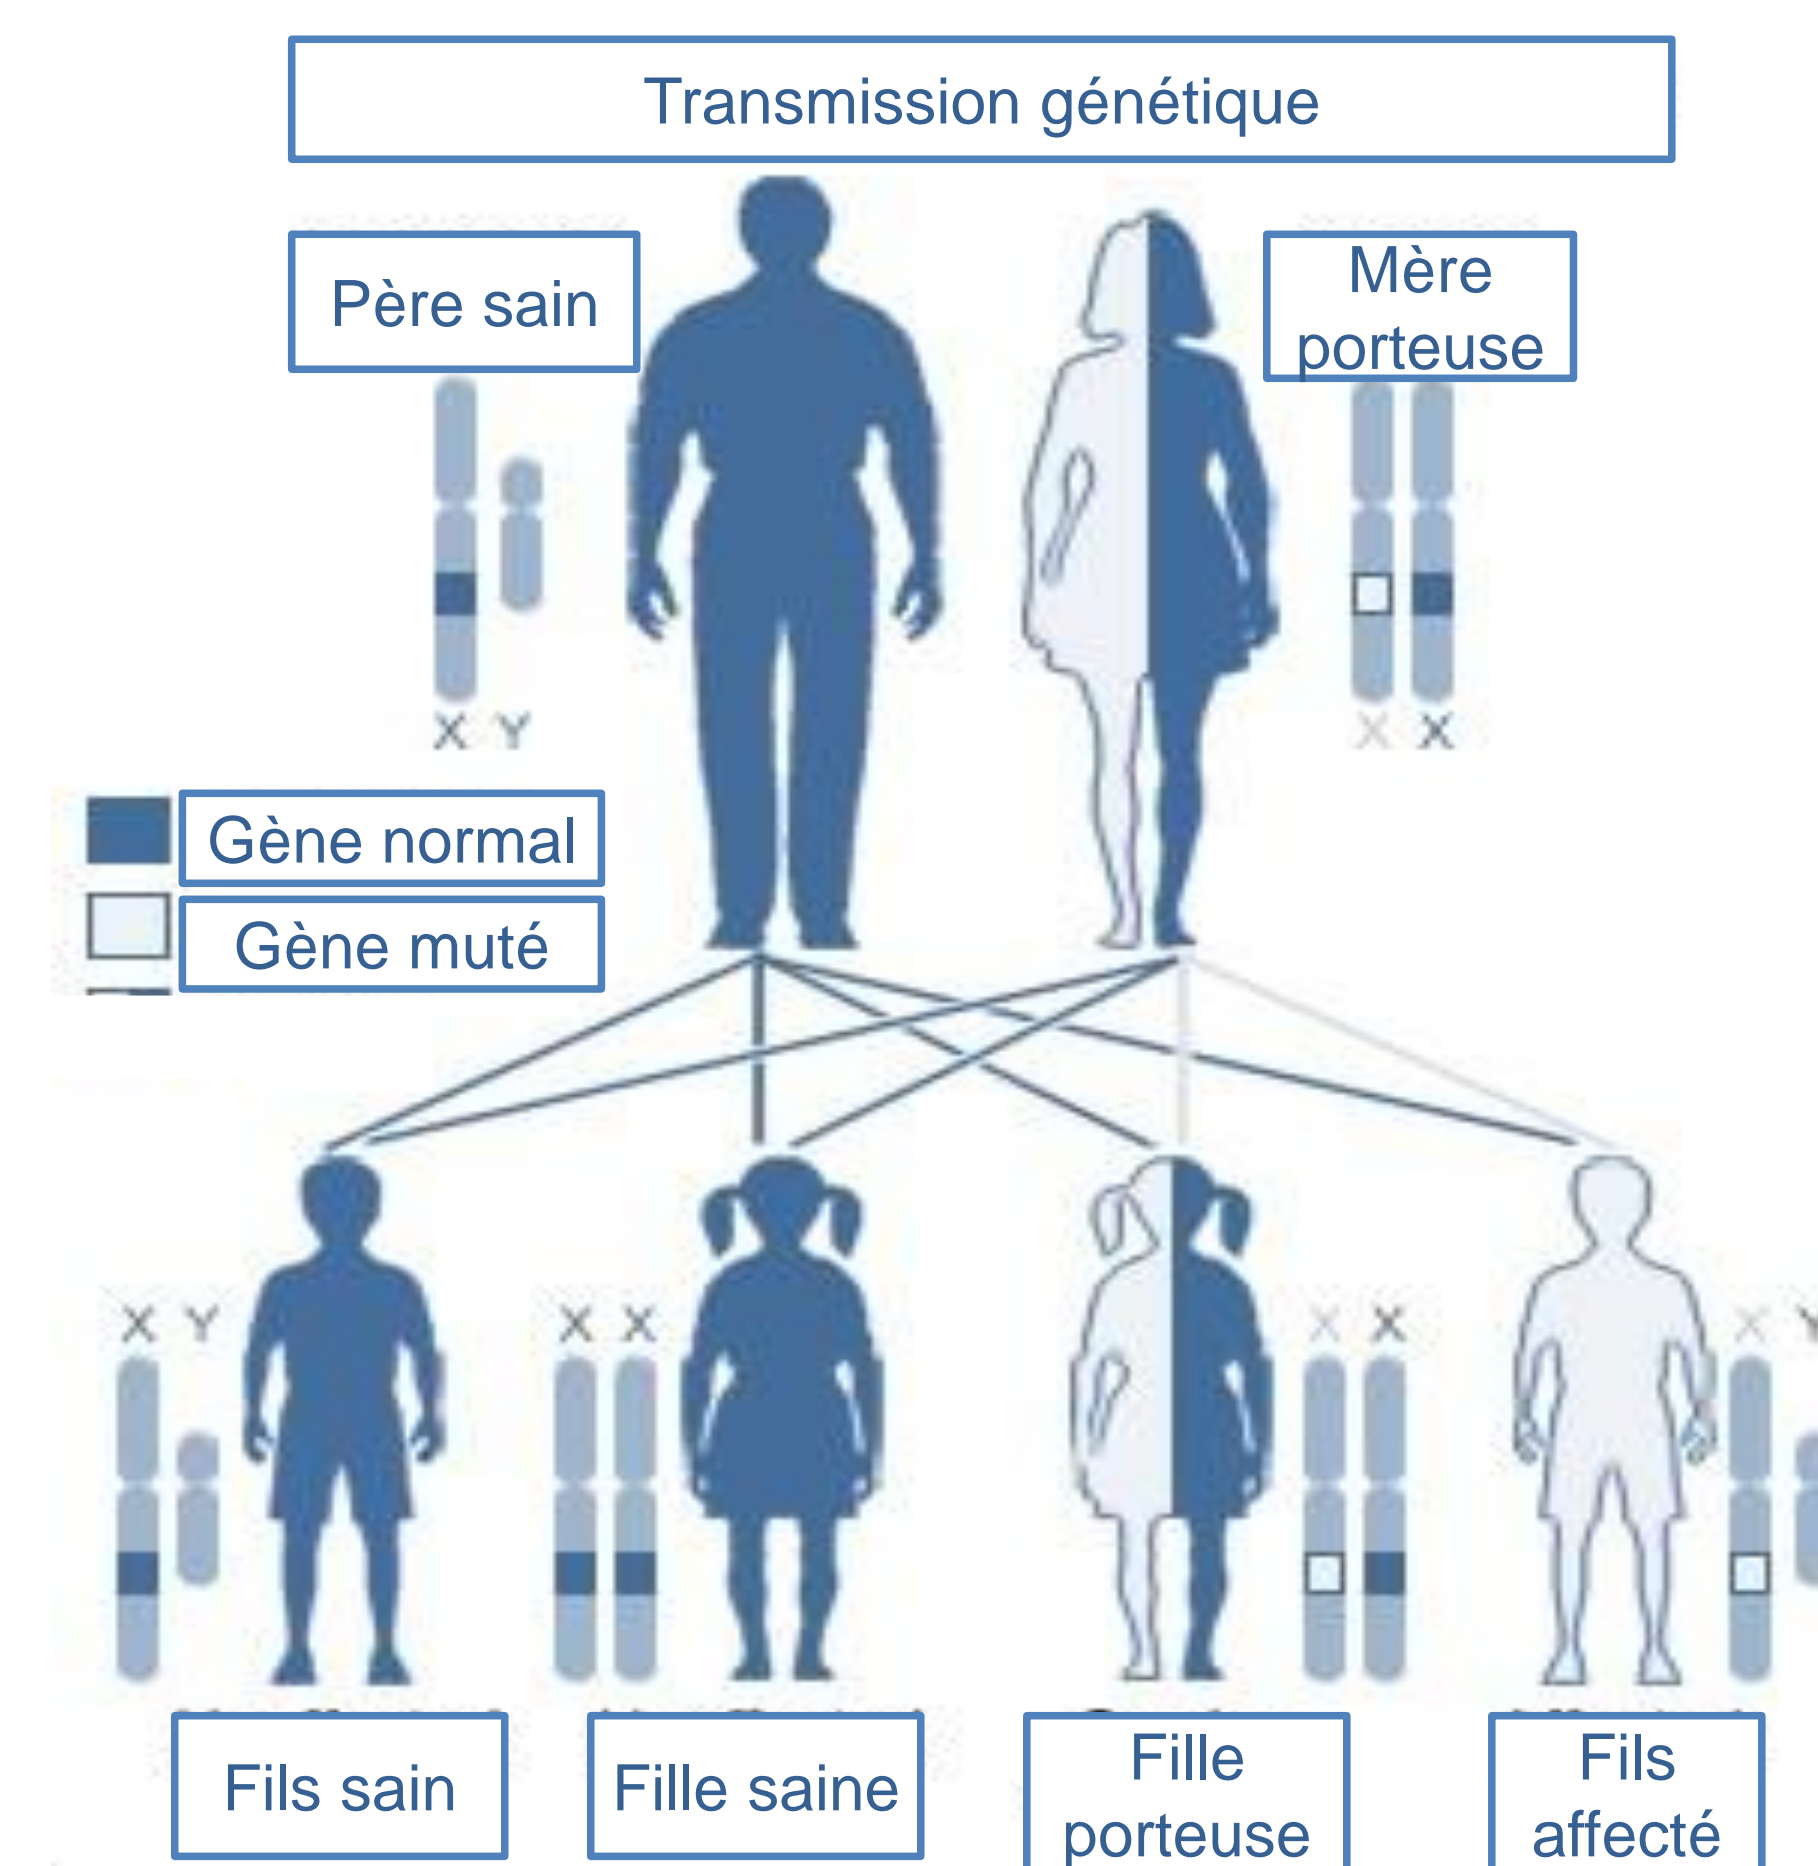 Transmission génétique
Père sain
Mère
porteuse
X Y
X X
Gène normal
Gène muté
X Y
X X
X X
X Y
Fils sain
Fille saine
Fille
porteuse
Fils
affecté